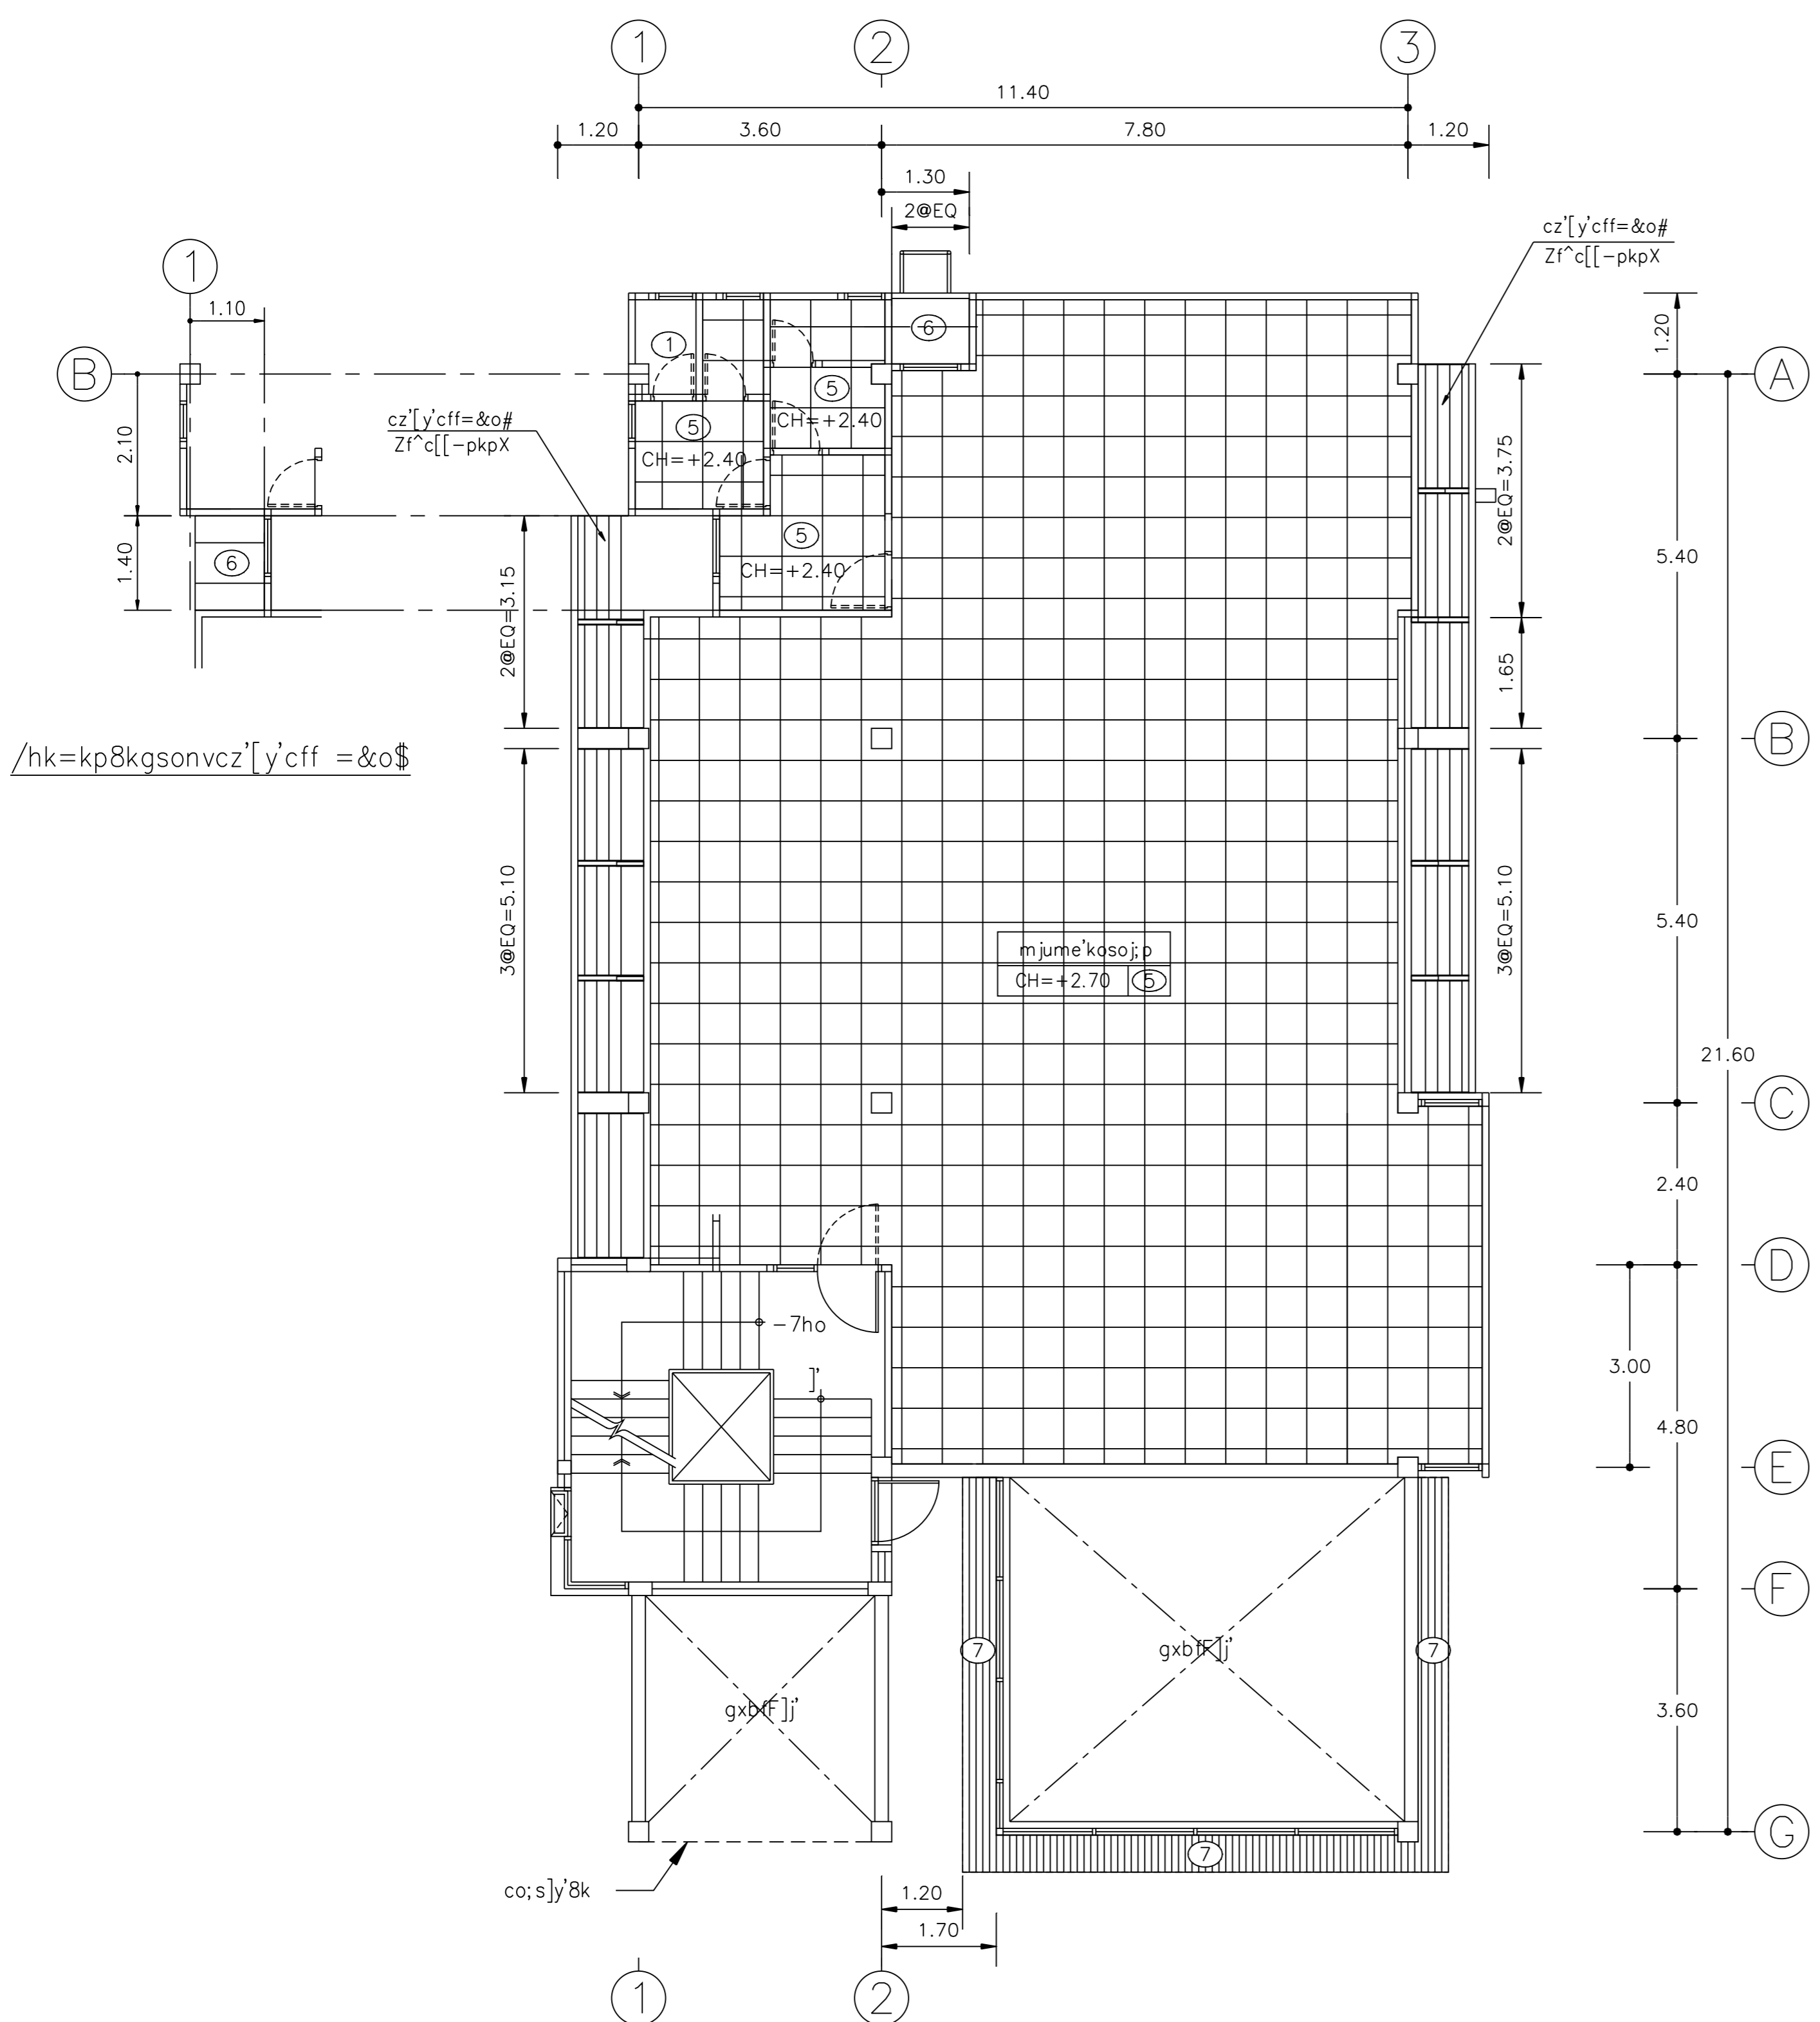 1
2
3
11.40
1.20
3.60
7.80
1.20
1.30
2@EQ
cz'[y'cff=&o#
Zf^c[[-pkpX
1
1.10
B
2.10
1.40
6
cz'[y'cff=&o#
Zf^c[[-pkpX
1
6
5
CH=+2.40
5
CH=+2.40
5
CH=+2.40
1.20
A
2@EQ=3.75
5.40
2@EQ=3.15
1.65
/hk=kp8kgsonvcz'[y'cff =&o$
B
3@EQ=5.10
3@EQ=5.10
5.40
mjume'kosoj;p
CH=+2.70
5
21.60
C
2.40
D
-7ho
]'
3.00
4.80
E
F
7
gxbfF]j'
7
gxbfF]j'
3.60
G
7
co;s]y'8k
1.20
1.70
1
2